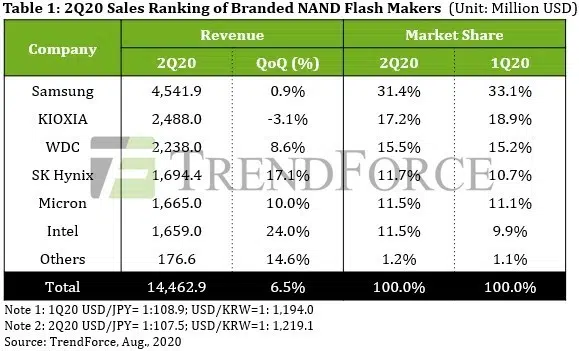 Table 1: 2Q20 Sales Ranking of Branded NAND Flash Makers (Unit: Million USD)
Company Revenue Market Share
2Q20 QoQ (%) 2Q20 1Q20
Samsung 4,541.9 0.9% 31.4% 33.1%
KIOXIA 2,488.0 -3.1% 17.2% 18.9%
WDC 2,238.0 8.6% 15.5% 15.2%
TRENDFORCE
SK Hynix 1,694.4 17.1% 11.7% 10.7%
Micron 1,665.0 10.0% 11.5% 11.1%
Intel 1,659.0 24.0% 11.5% 9.9%
Others 176.6 14.6% 1.2% 1.1%
Total 14,462.9 6.5% 100.0% 100.0%
Note 1: 1Q20 USD/JPY= 1:108.9; USD/KRW=1: 1,194.0
Note 2: 2Q20 USD/JPY= 1:107.5; USD/KRW=1: 1,219.1
Source: TrendForce, Aug., 2020